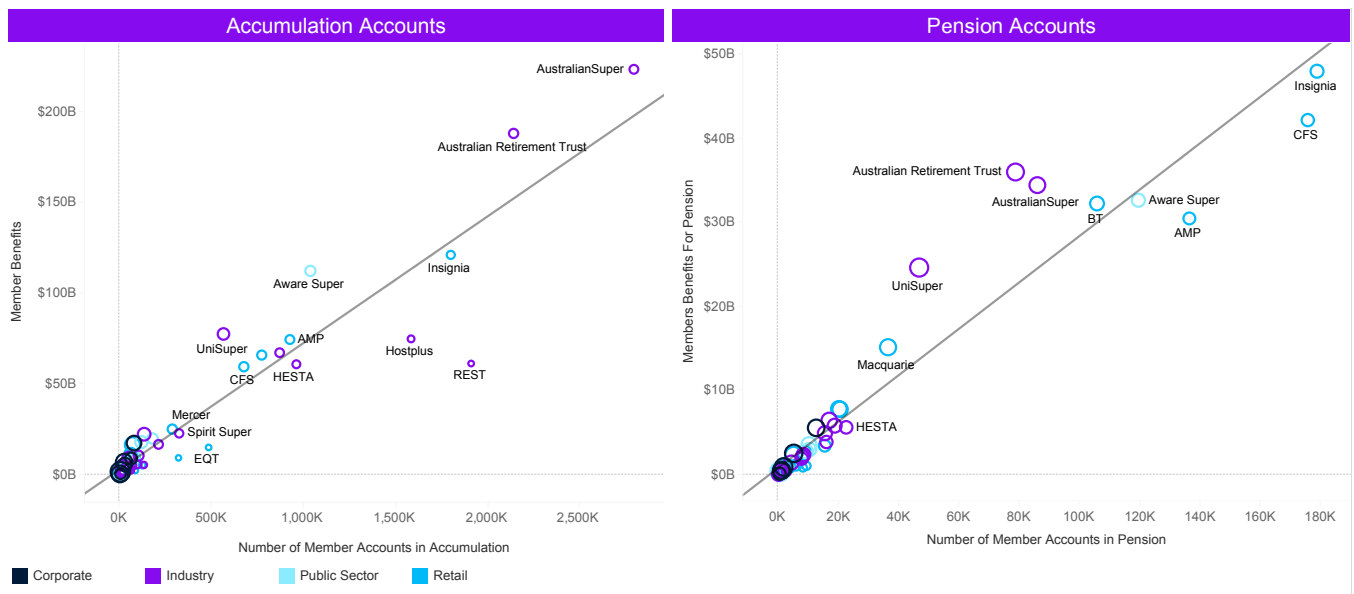 Accumulation Accounts
Member Benefits
$200B
$150B
$100B
$50B
$0B
AustralianSuper
Australian Retirement Trust
Insignia
Aware Super
UniSuper
AMP
Hostplus
CFS
HESTA
REST
Mercer
Spirit Super
EQT
0K
500K
1,000K
1,500K
2,000K
2,500K
Number of Member Accounts in Accumulation
Pension Accounts
Members Benefits For Pension
$50B
$40B
$30B
$20B
$10B
$0B
Insignia
CFS
Australian Retirement Trust
AustralianSuper
Aware Super
BT
AMP
UniSuper
Macquarie
HESTA
0K
20K
40K
60K
80K
100K
120K
140K
160K
180K
Number of Member Accounts in Pension
Corporate
Industry
Public Sector
Retail